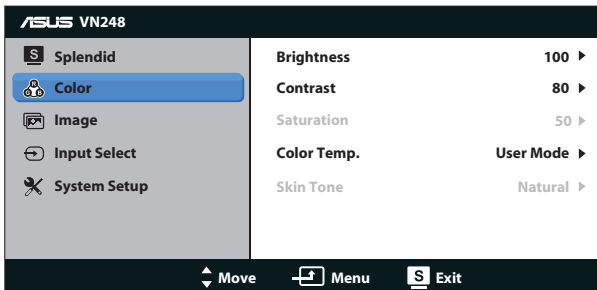 ASUS VN248
S Splendid
R G B Color
Image
Input Select
System Setup
Brightness 100
Contrast 80
Saturation 50
Color Temp. User Mode
Skin Tone Natural
Move Menu S Exit